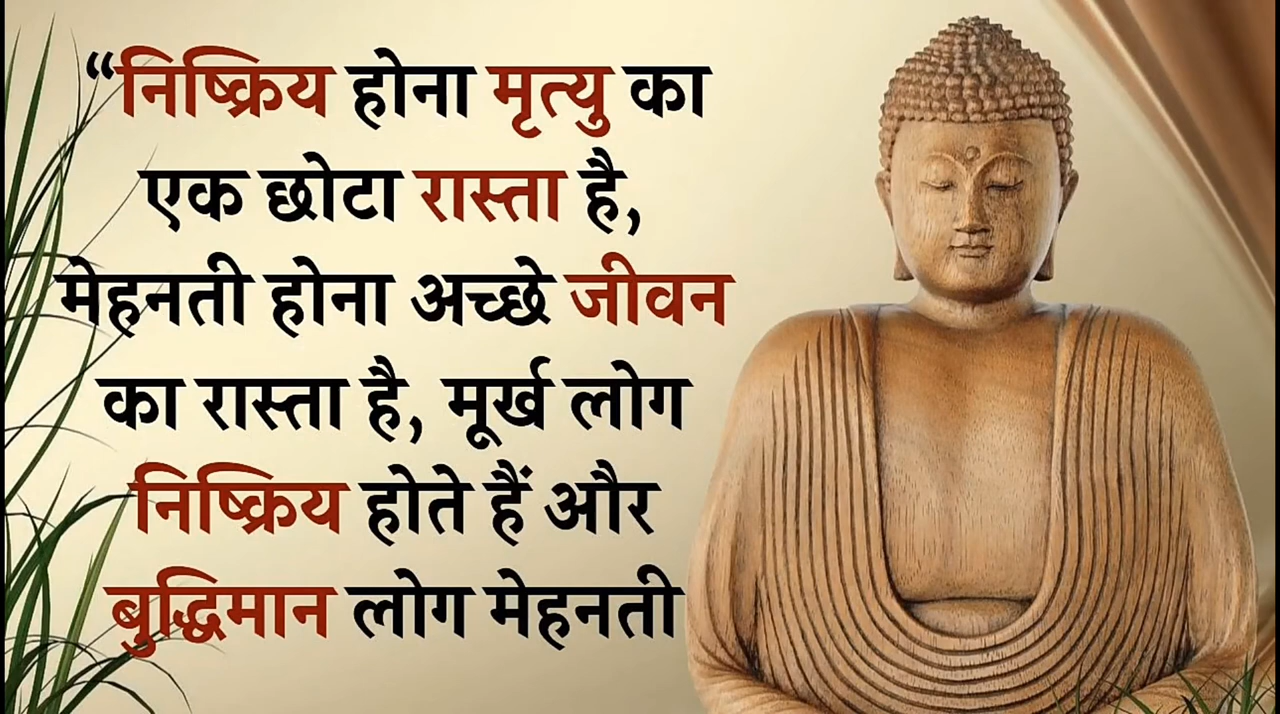 “निष्क्रिय होना मृत्यु का
एक छोटा रास्ता है,
मेहनती होना अच्छे जीवन
का रास्ता है, मूर्ख लोग
निष्क्रिय होते हैं और
बुद्धिमान लोग मेहनती